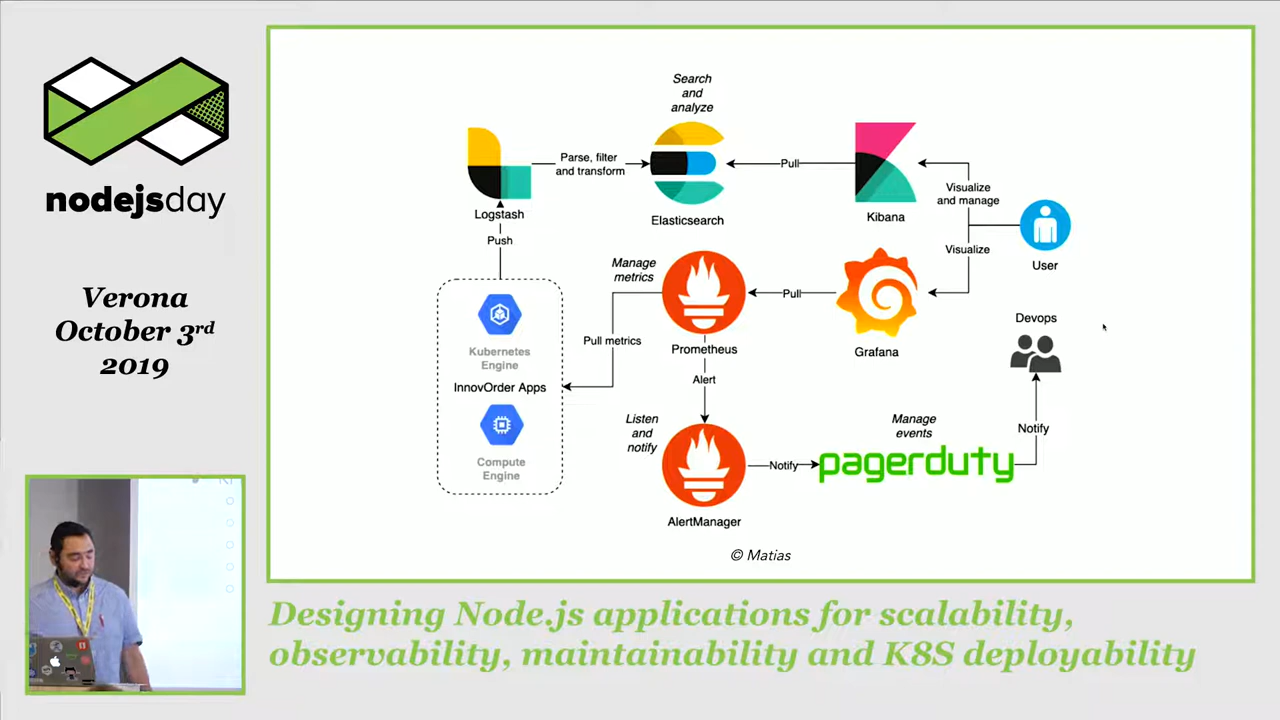 nodejsday
Verona
October 3rd
2019
Search
and
analyze
Parse, filter
and transform
Pull
Visualize
and manage
Logstash
Elasticsearch
Kibana
Push
Visualize
User
Manage
metrics
Pull
Devops
Kubernetes
Engine
Pull metrics
Prometheus
Grafana
InnovOrder Apps
Alert
Listen
and
notify
Manage
events
Notify
Compute
Engine
Notify
pagerduty
AlertManager
© Matias
Designing Node.js applications for scalability,
observability, maintainability and K8S deployability